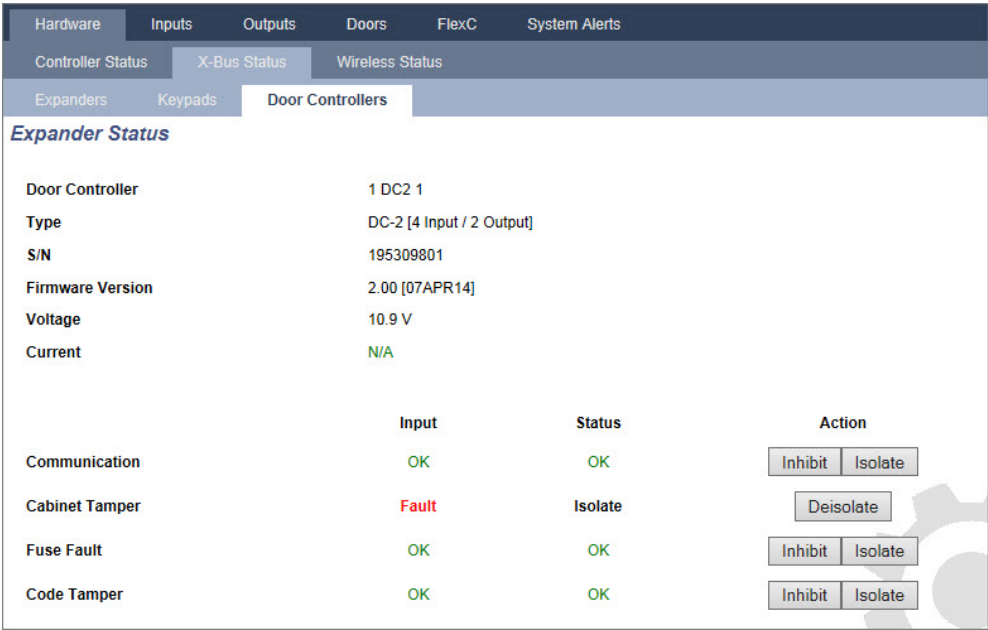 Hardware Inputs Outputs Doors FlexC System Alerts
Controller Status X-Bus Status Wireless Status
Expanders Keypads Door Controllers
Expander Status
Door Controller 1 DC2 1
Type DC-2 [4 Input / 2 Output]
S/N 195309801
Firmware Version 2.00 [07APR14]
Voltage 10.9 V
Current N/A
Input Status Action
Communication OK OK Inhibit Isolate
Cabinet Tamper Fault Isolate Deisolate
Fuse Fault OK OK Inhibit Isolate
Code Tamper OK OK Inhibit Isolate